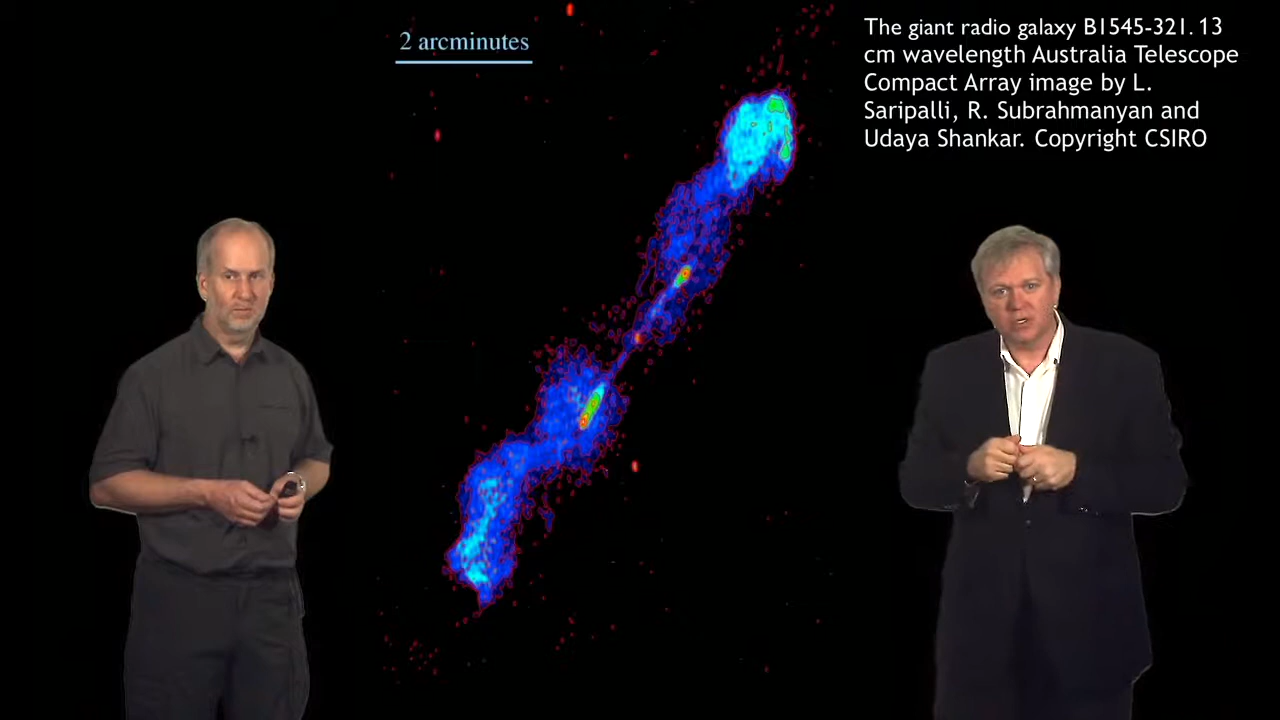 2 arcminutes
The giant radio galaxy B1545-321. 13
cm wavelength Australia Telescope
Compact Array image by L.
Saripalli, R. Subrahmanyan and
Udaya Shankar. Copyright CSIRO